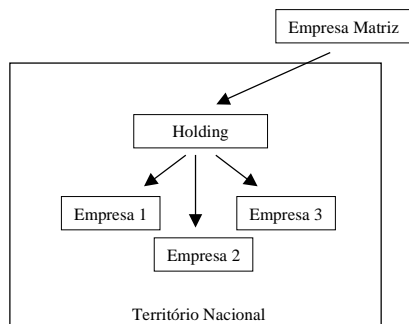 Empresa Matriz
Holding
Empresa 1
Empresa 3
Empresa 2
Território Nacional